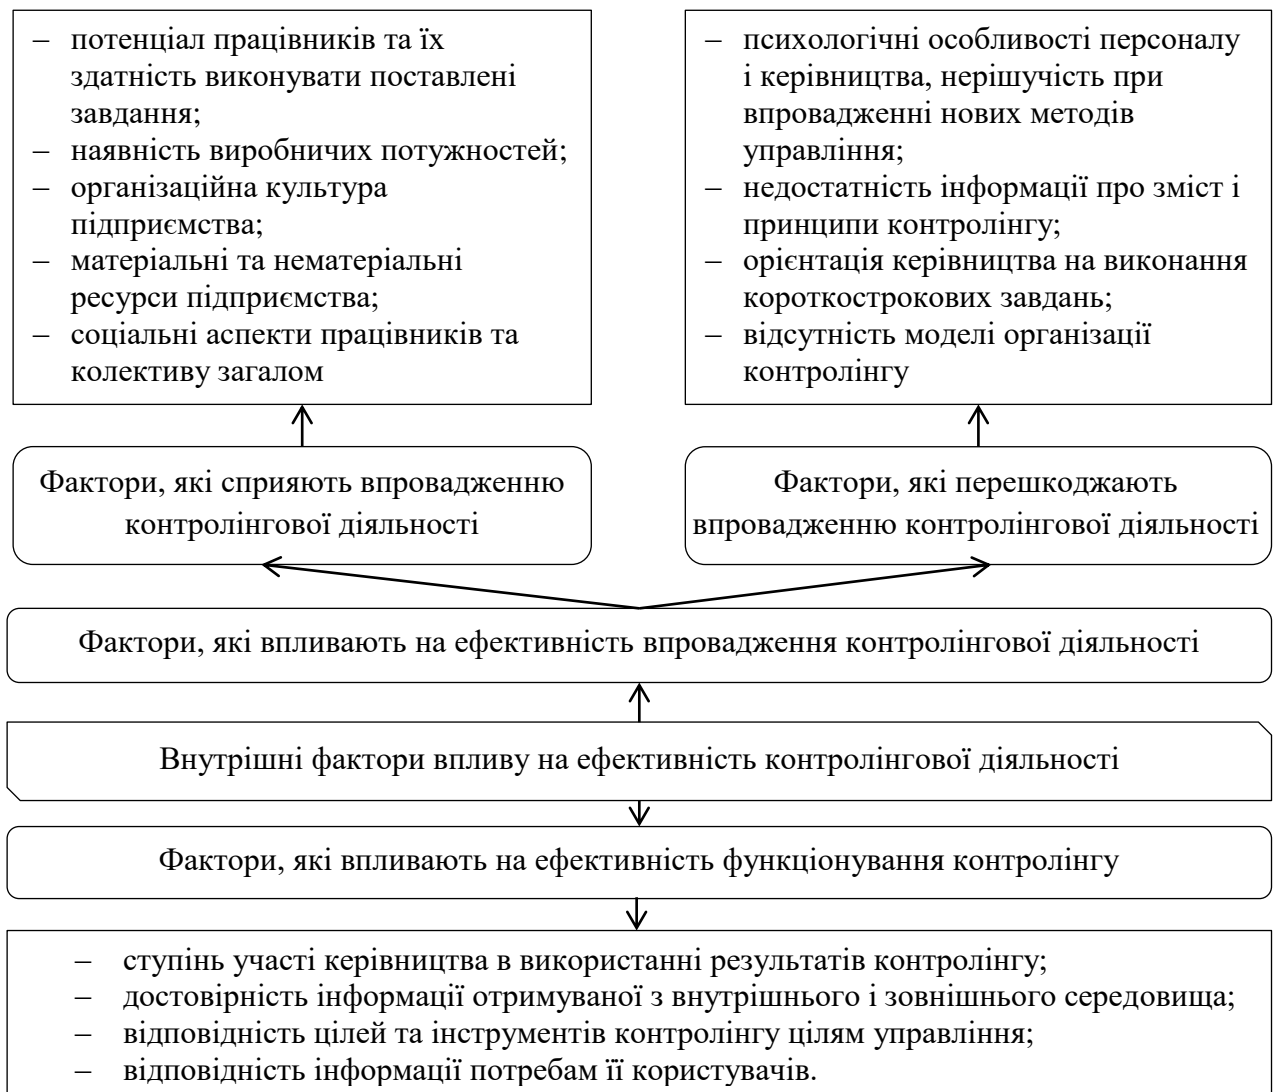 – потенціал працівників та їх
здатність виконувати поставлені
завдання;
– наявність виробничих потужностей;
– організаційна культура
підприємства;
– матеріальні та нематеріальні
ресурси підприємства;
– соціальні аспекти працівників та
колективу загалом
– психологічні особливості персоналу
і керівництва, нерішучість при
впровадженні нових методів
управління;
– недостатність інформації про зміст і
принципи контролінгу;
– орієнтація керівництва на виконання
короткострокових завдань;
– відсутність моделі організації
контролінгу
Фактори, які сприяють впровадженню
контролінгової діяльності
Фактори, які перешкоджають
впровадженню контролінгової діяльності
Фактори, які впливають на ефективність впровадження контролінгової діяльності
Внутрішні фактори впливу на ефективність контролінгової діяльності
Фактори, які впливають на ефективність функціонування контролінгу
– ступінь участі керівництва в використанні результатів контролінгу;
– достовірність інформації отримуваної з внутрішнього і зовнішнього середовища;
– відповідність цілей та інструментів контролінгу цілям управління;
– відповідність інформації потребам її користувачів.